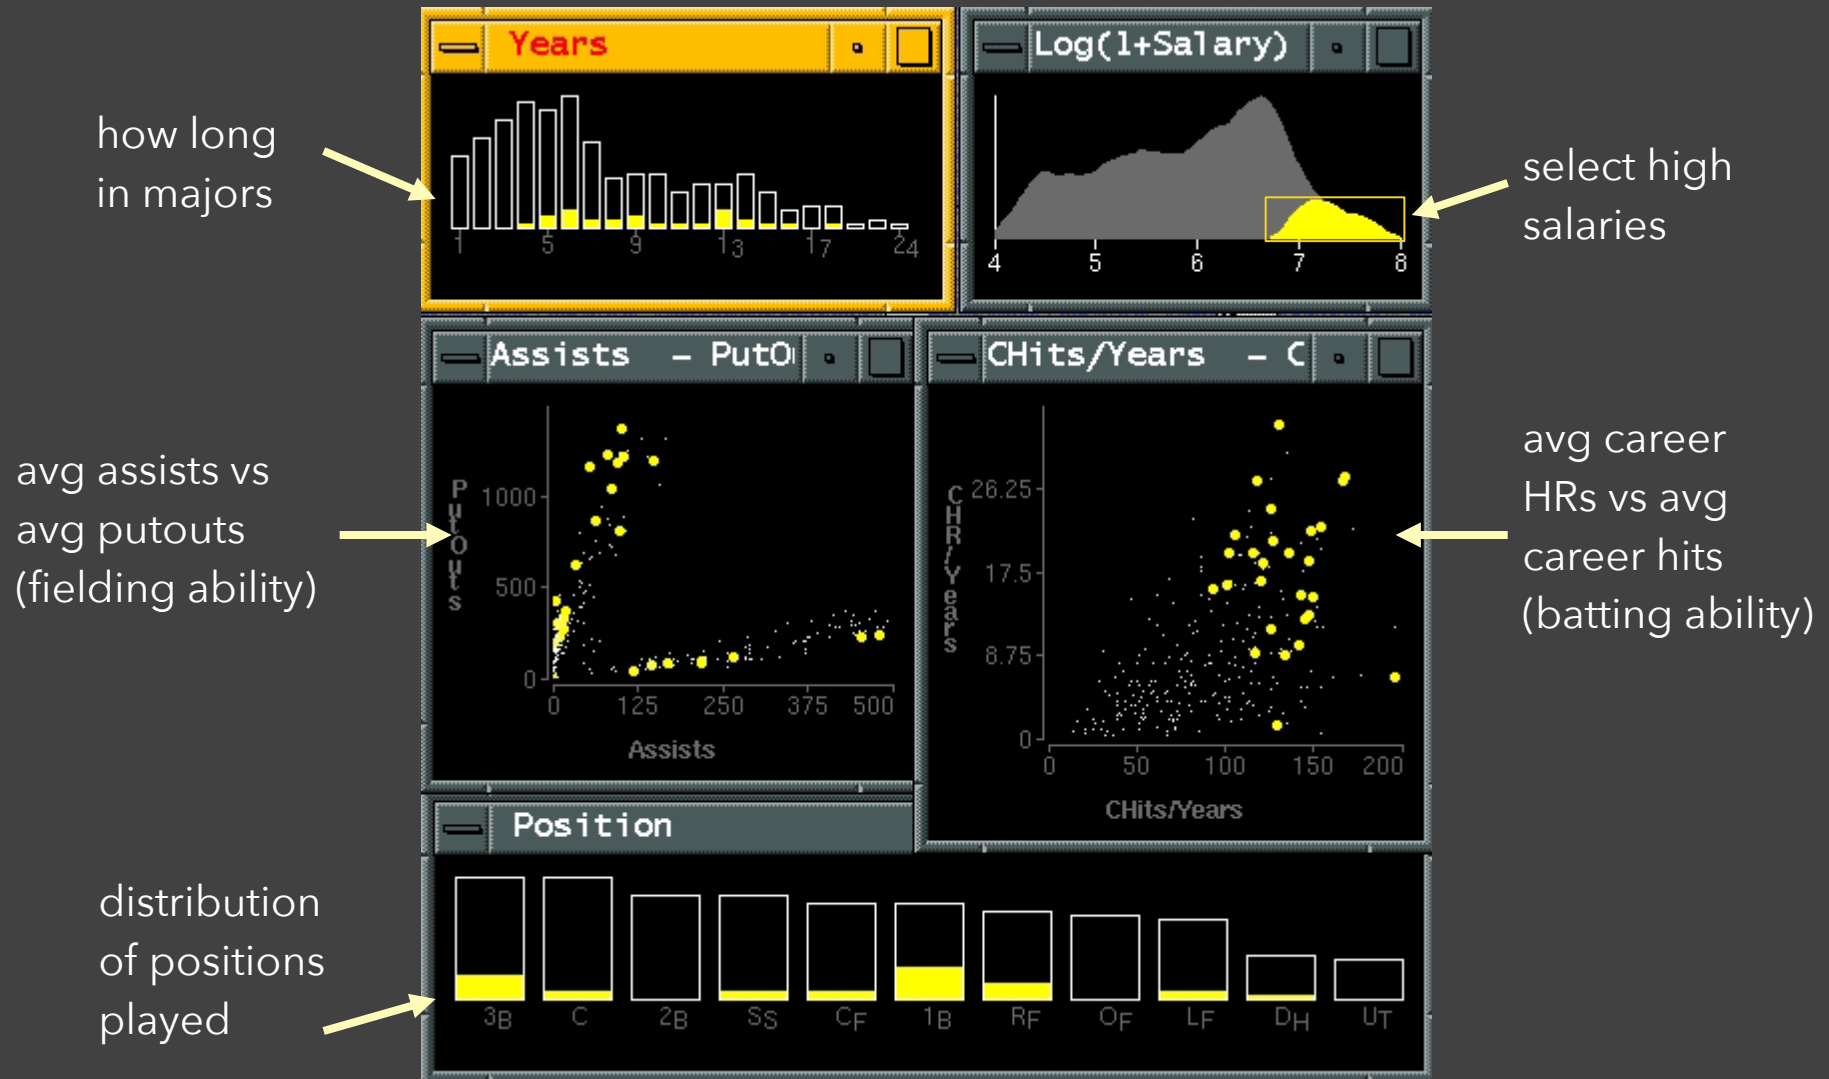 Years
Log(1+Salary)
how long
in majors
1 5 9 13 17 24
4 5 6 7 8
select high
salaries
Assists - PutO
CHits/Years - C
avg assists vs
avg putouts
(fielding ability)
PutOuts
1000
500
0
0 125 250 375 500
Assists
CHR/Years
26.25
17.5
8.75
0
0 50 100 150 200
CHits/Years
avg career
HRs vs avg
career hits
(batting ability)
Position
distribution
of positions
played
3B C 2B SS CF 1B RF OF LF DH UT